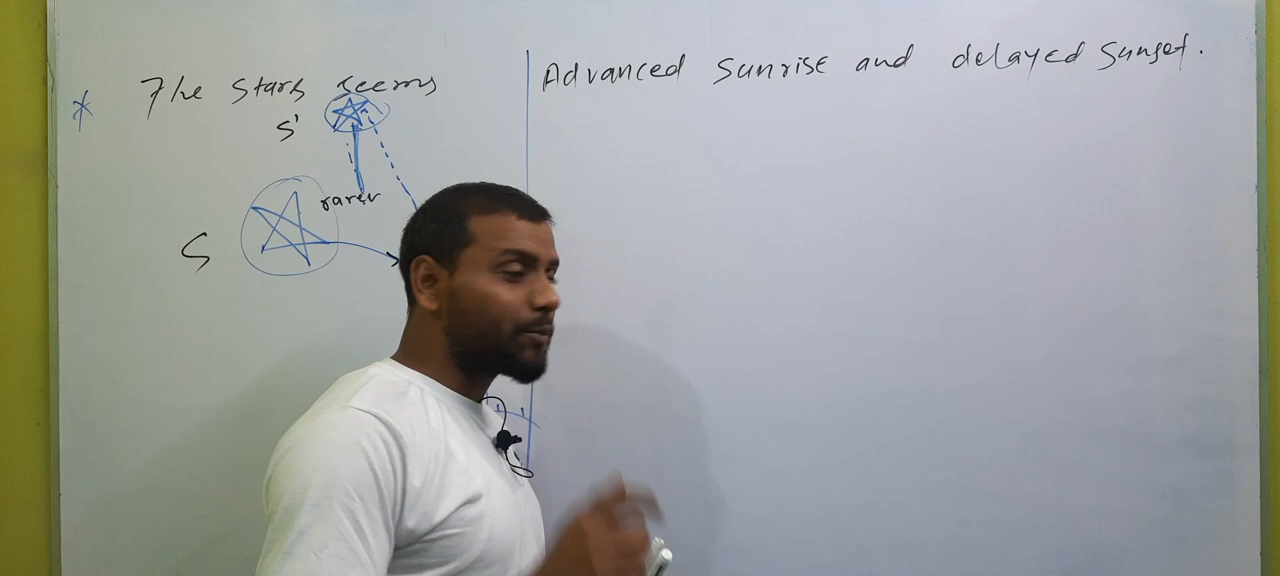 * The stars seems
S'
rarer
S
Advanced sunrise and delayed sunset.